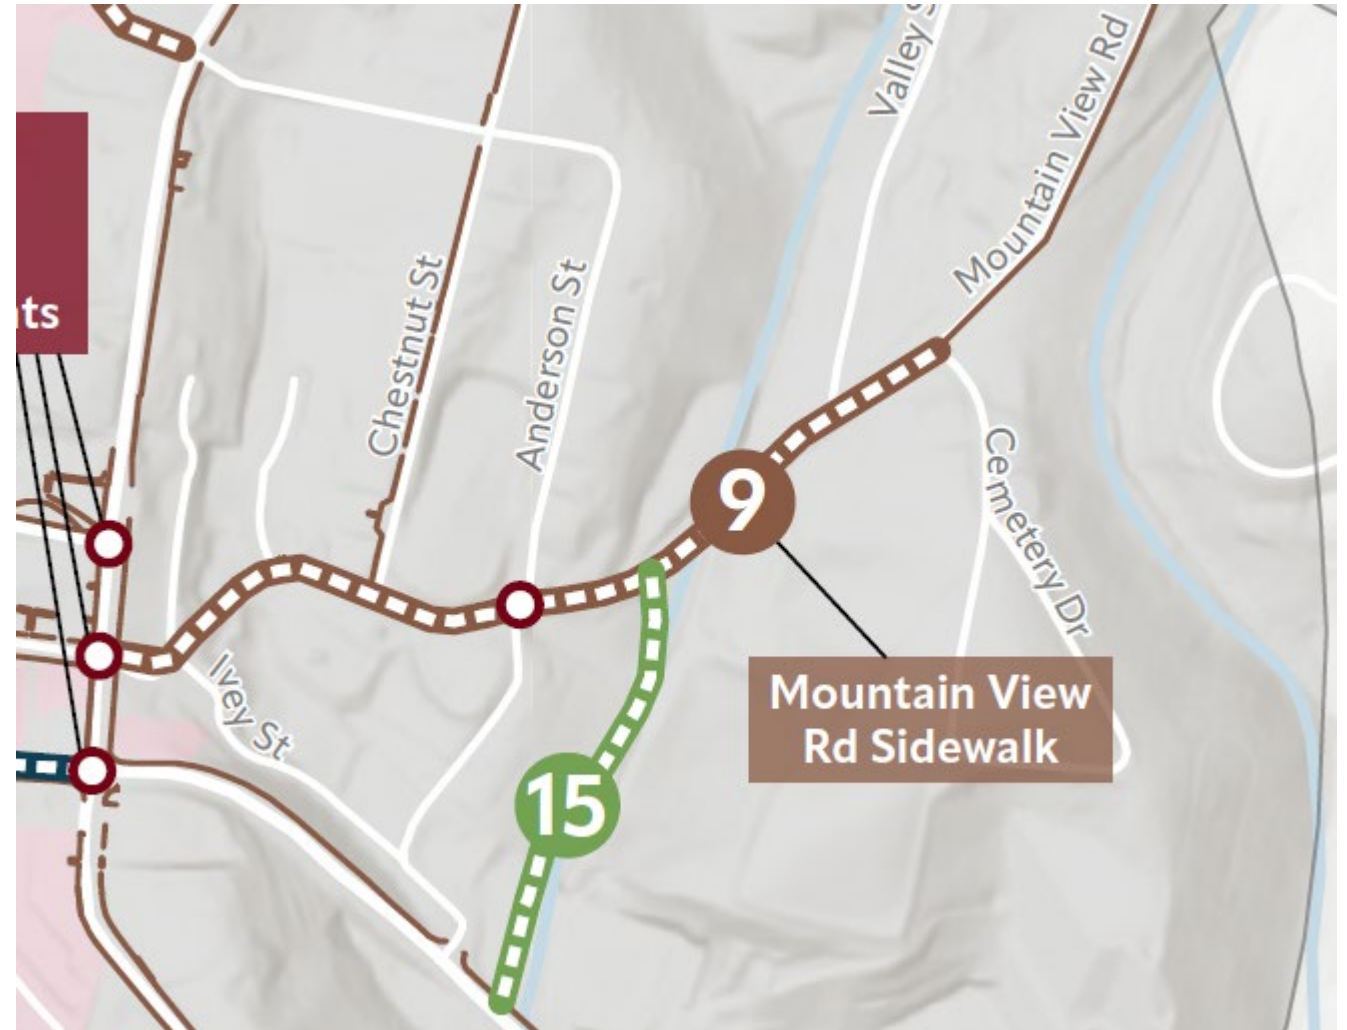 Valley S
Mountain View Rd
ts
Chestnut St
Anderson St
9
Cemetery Dr
Ivey St
Mountain View
Rd Sidewalk
15